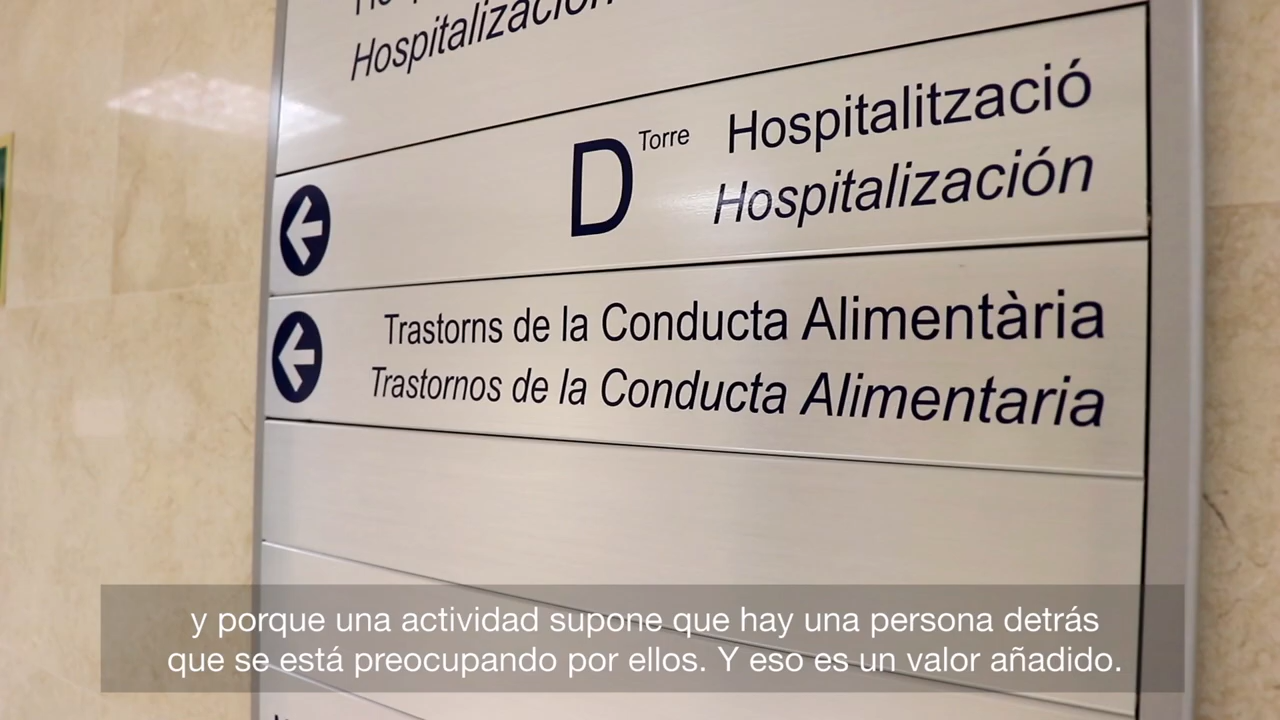 Hospitalización
D Torre Hospitalització
Hospitalización
Trastorns de la Conducta Alimentària
Trastornos de la Conducta Alimentaria
y porque una actividad supone que hay una persona detrás
que se está preocupando por ellos. Y eso es un valor añadido.